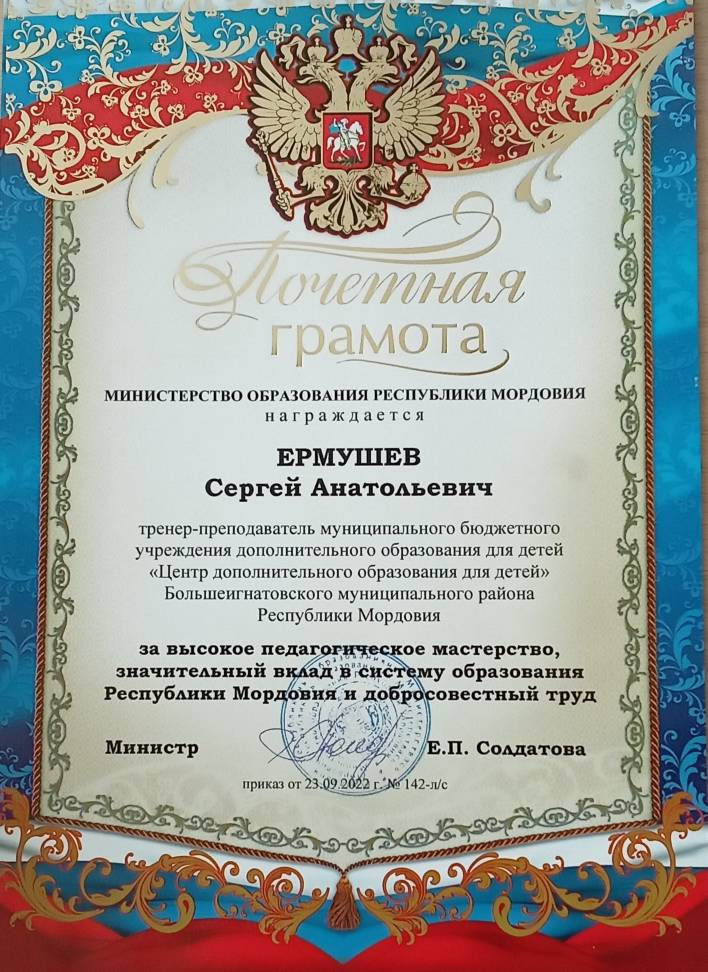 Почетная
грамота
МИНИСТЕРСТВО ОБРАЗОВАНИЯ РЕСПУБЛИКИ МОРДОВИЯ
награждается
ЕРМУШЕВ
Сергей Анатольевич
тренер-преподаватель муниципального бюджетного
учреждения дополнительного образования для детей
«Центр дополнительного образования для детей»
Большеигнатовского муниципального района
Республики Мордовия
за высокое педагогическое мастерство,
значительный вклад в систему образования
Республики Мордовия и добросовестный труд
Министр Е.П. Солдатова
приказ от 23.09.2022 г. № 142-л/с